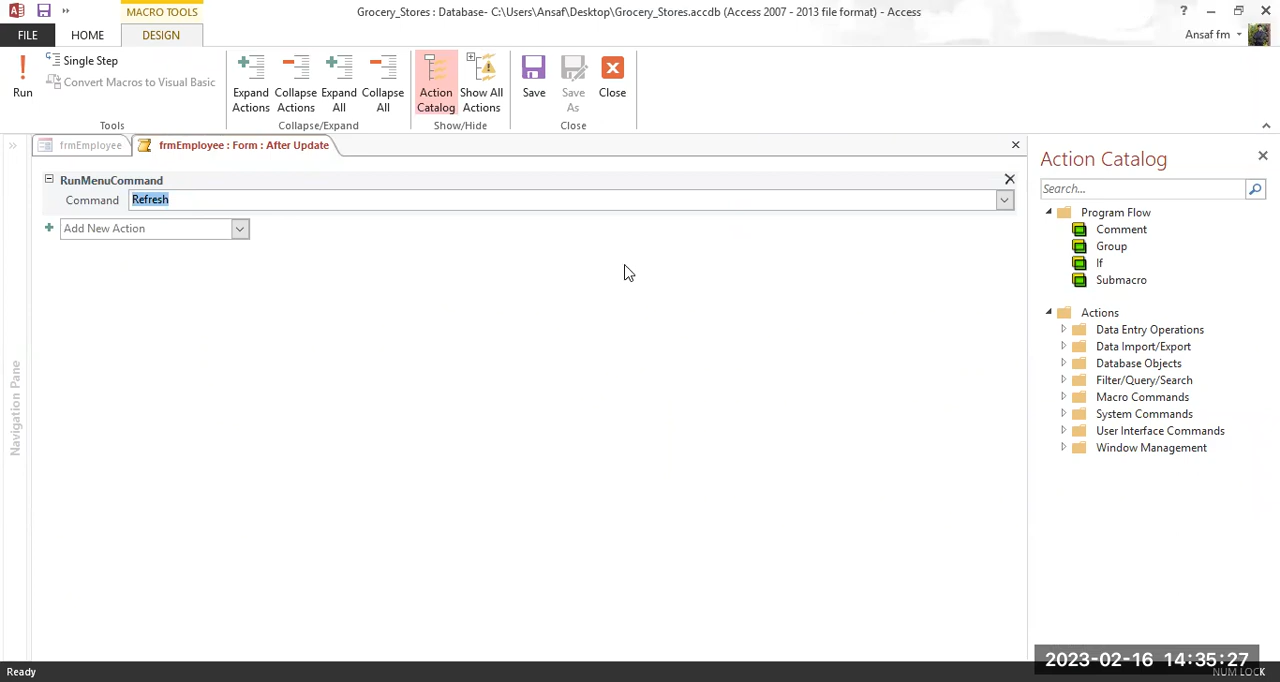 MACRO TOOLS
Grocery_Stores : Database- C:\Users\Ansaf\Desktop\Grocery_Stores.accdb (Access 2007 - 2013 file format) - Access
?
FILE
HOME
DESIGN
Ansaf fm
Run
Single Step
Convert Macros to Visual Basic
Tools
Expand Actions
Collapse Actions
Expand All
Collapse All
Collapse/Expand
Action Catalog
Show All Actions
Show/Hide
Save
Save As
Close
Close
frmEmployee
frmEmployee : Form : After Update
RunMenuCommand
Command Refresh
Add New Action
Navigation Pane
Action Catalog
Search...
Program Flow
Comment
Group
If
Submacro
Actions
Data Entry Operations
Data Import/Export
Database Objects
Filter/Query/Search
Macro Commands
System Commands
User Interface Commands
Window Management
2023-02-16 14:35:27
Ready
NUM LOCK